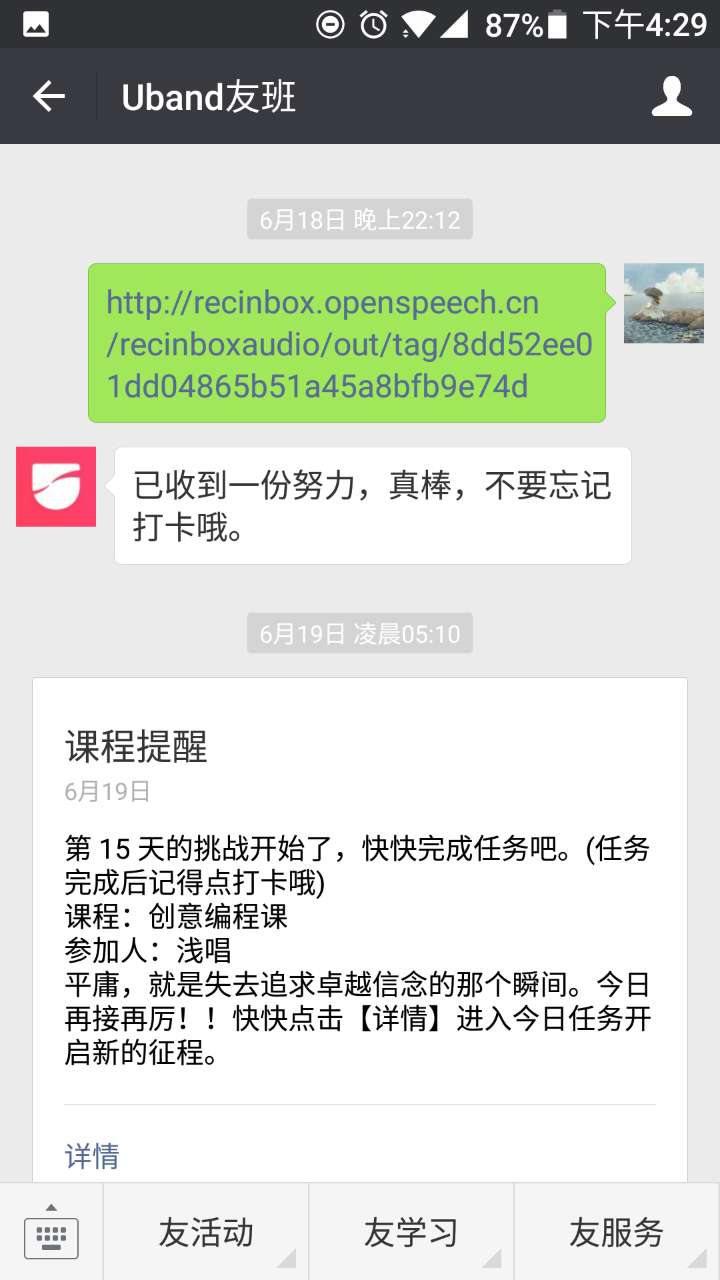 87% 下午4:29
Uband友班
6月18日 晚上22:12
http://recinbox.openspeech.cn
/recinboxaudio/out/tag/8dd52ee0
1dd04865b51a45a8bfb9e74d
已收到一份努力，真棒，不要忘记
打卡哦。
6月19日 凌晨05:10
课程提醒
6月19日
第 15 天的挑战开始了，快快完成任务吧。(任务
完成后记得点打卡哦)
课程：创意编程课
参加人：浅唱
平庸，就是失去追求卓越信念的那个瞬间。今日
再接再厉！！快快点击【详情】进入今日任务开
启新的征程。
详情
友活动 友学习 友服务